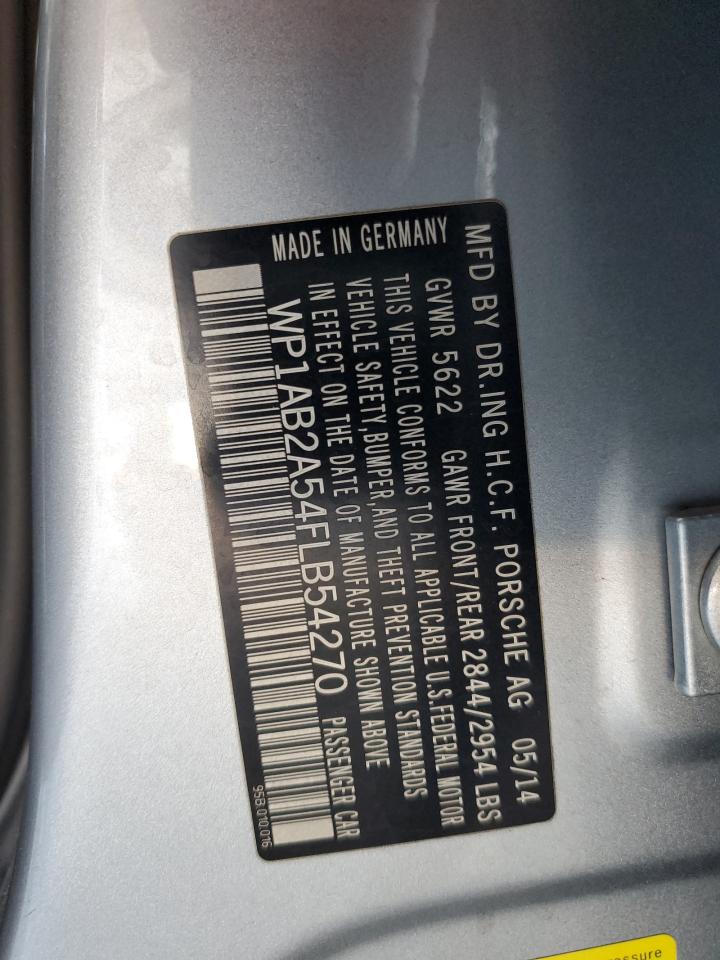 MFD BY DR.ING H.C.F. PORSCHE AG 05/14
GVWR 5622 GAWR FRONT/REAR 2844/2954 LBS
THIS VEHICLE CONFORMS TO ALL APPLICABLE U.S.FEDERAL MOTOR
VEHICLE SAFETY,BUMPER,AND THEFT PREVENTION STANDARDS
IN EFFECT ON THE DATE OF MANUFACTURE SHOWN ABOVE
WP1AB2A54FLB54270 PASSENGER CAR
MADE IN GERMANY
95B.010.016